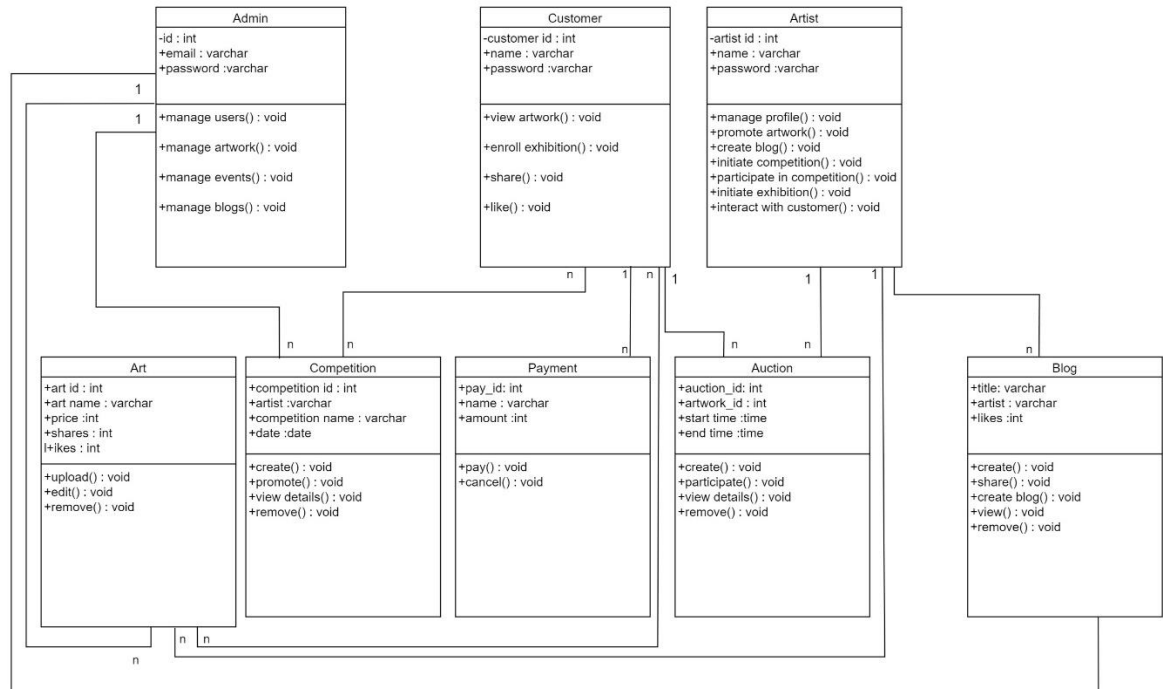 Admin
-id : int
+email : varchar
+password :varchar
+manage users() : void
+manage artwork() : void
+manage events() : void
+manage blogs() : void
Customer
-customer id : int
+name : varchar
+password :varchar
+view artwork() : void
+enroll exhibition() : void
+share() : void
+like() : void
Artist
-artist id : int
+name : varchar
+password :varchar
+manage profile() : void
+promote artwork() : void
+create blog() : void
+initiate competition() : void
+participate in competition() : void
+initiate exhibition() : void
+interact with customer() : void
1
1
n
1
n
1
1
1
n
n
n
n
n
n
Art
+art id : int
+art name : varchar
+price :int
+shares : int
l+ikes : int
+upload() : void
+edit() : void
+remove() : void
Competition
+competition id : int
+artist :varchar
+competition name : varchar
+date :date
+create() : void
+promote() : void
+view details() : void
+remove() : void
Payment
+pay_id: int
+name : varchar
+amount :int
+pay() : void
+cancel() : void
Auction
+auction_id: int
+artwork_id : int
+start time :time
+end time :time
+create() : void
+participate() : void
+view details() : void
+remove() : void
Blog
+title: varchar
+artist : varchar
+likes :int
+create() : void
+share() : void
+create blog() : void
+view() : void
+remove() : void
n
n
n